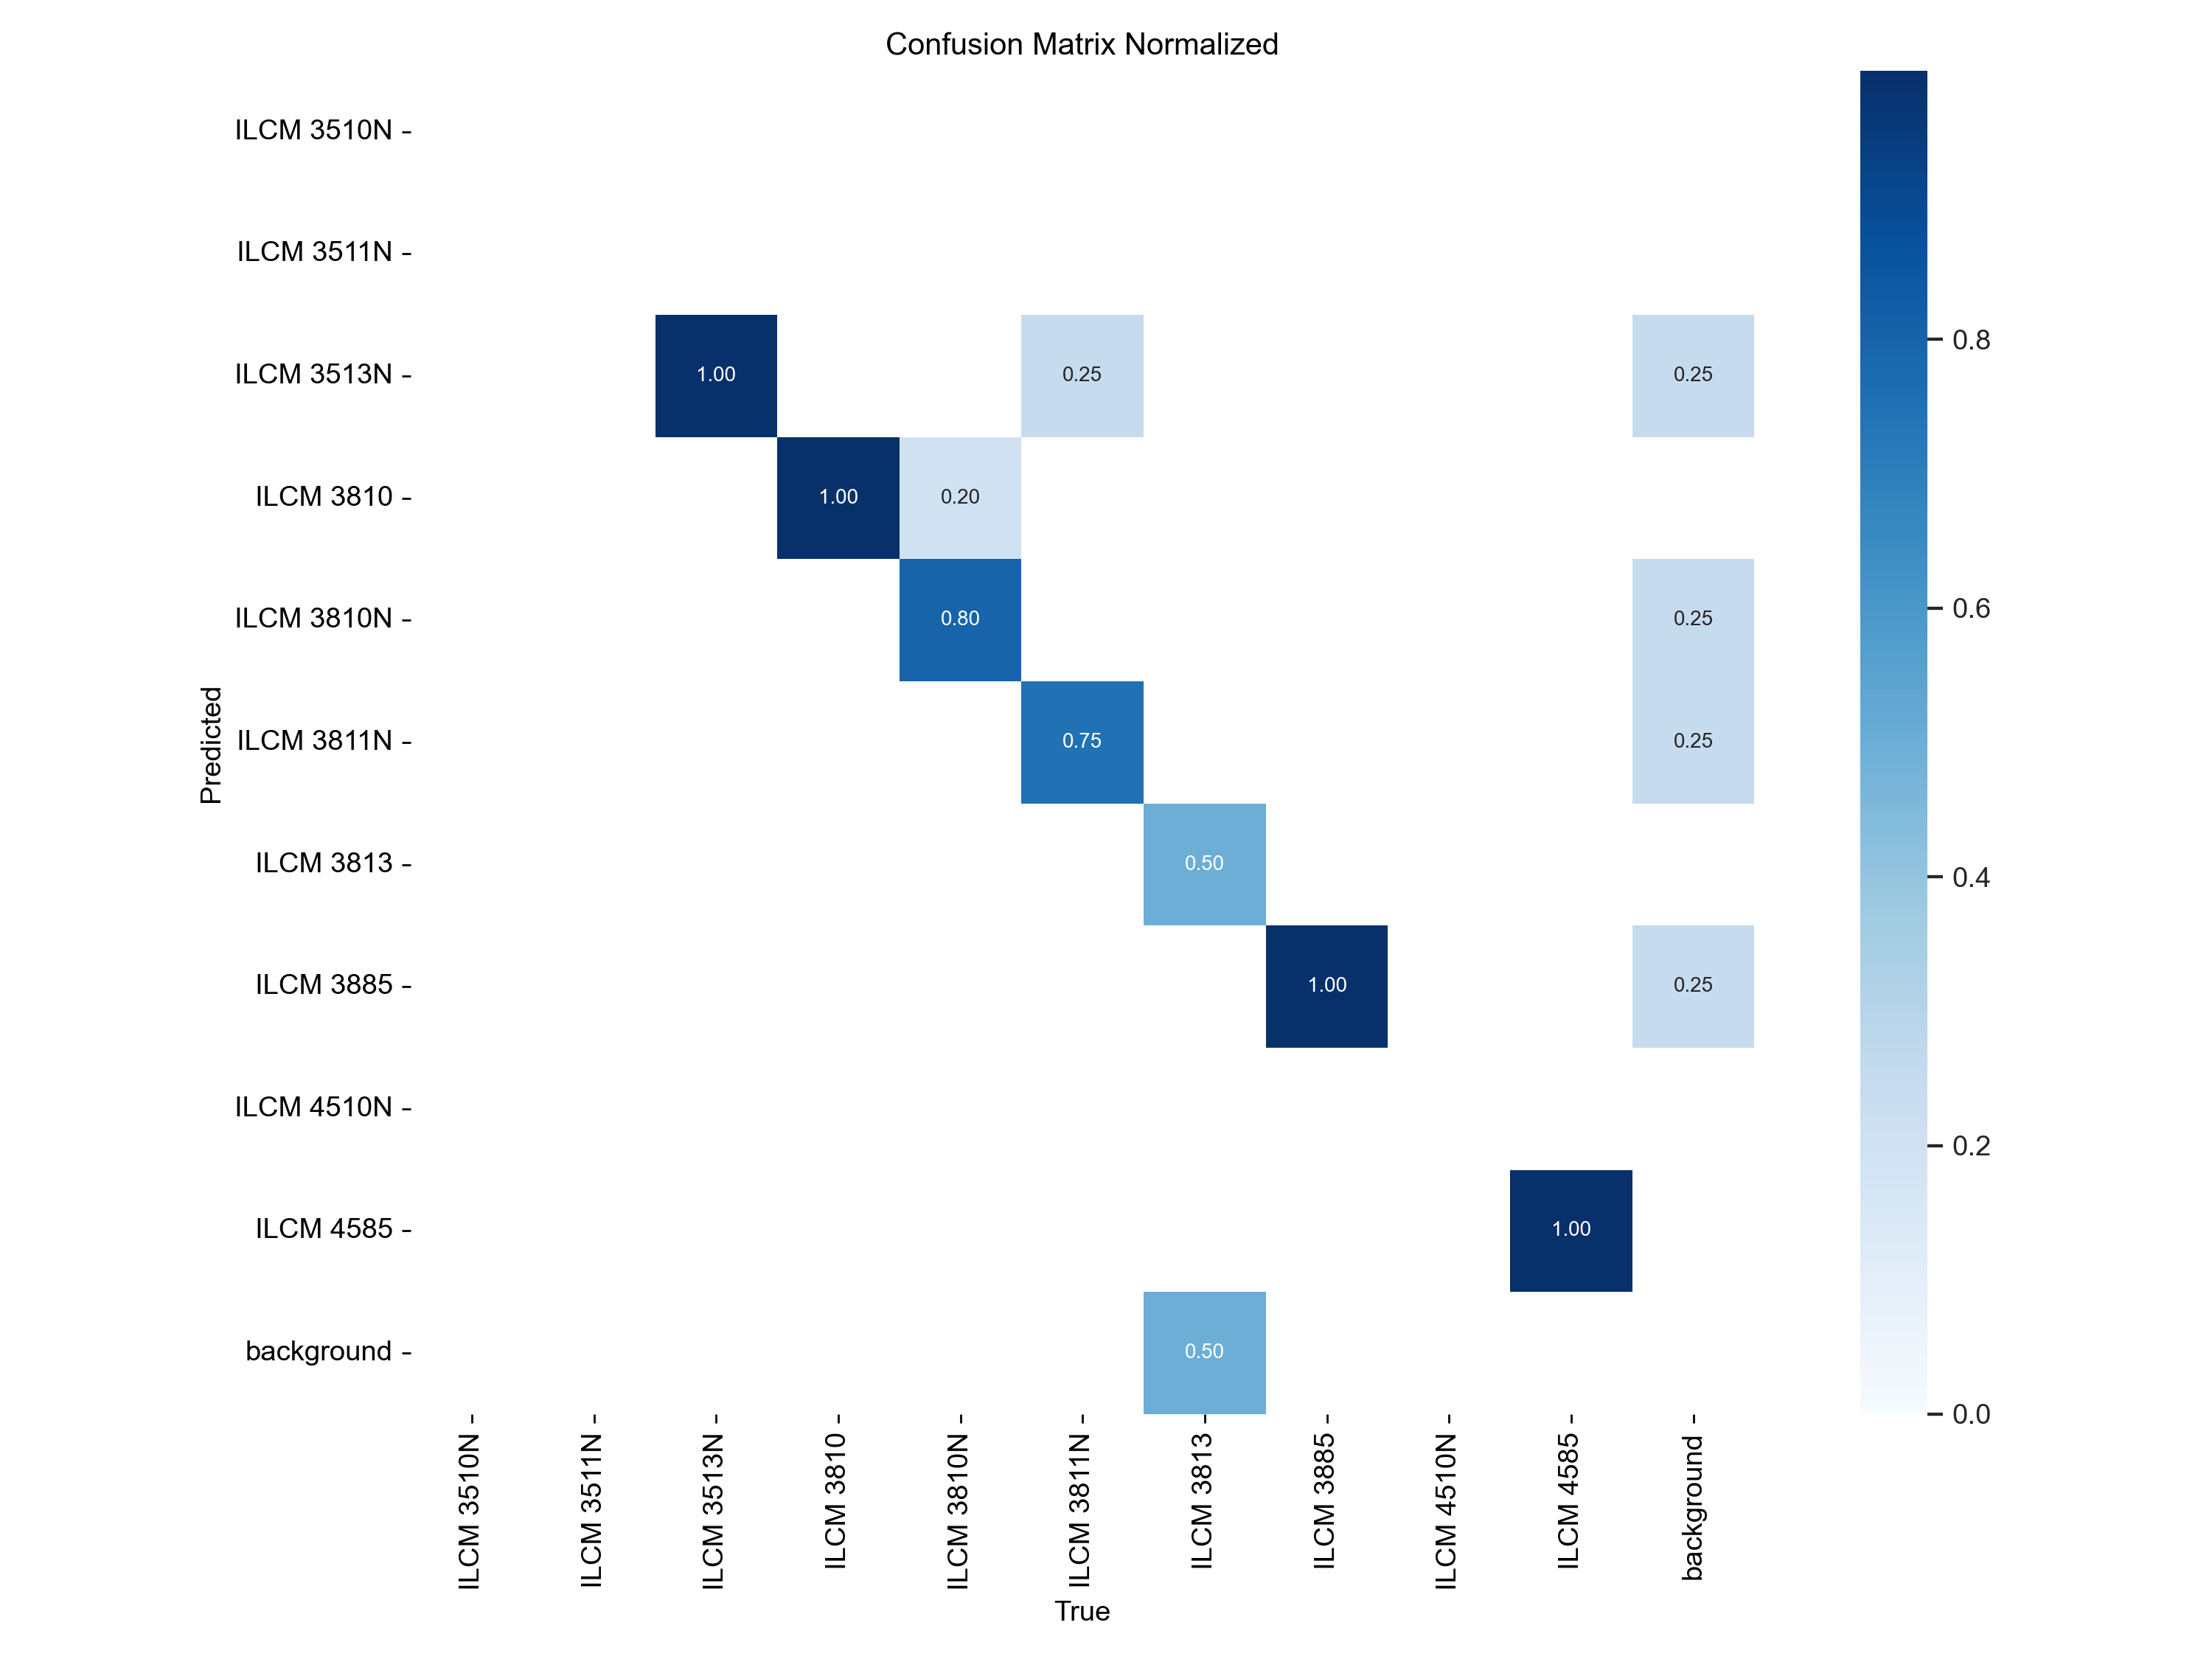 Confusion Matrix Normalized
ILCM 3510N
ILCM 3511N
ILCM 3513N 1.00 0.25 0.25
ILCM 3810 1.00 0.20
ILCM 3810N 0.80 0.25
ILCM 3811N 0.75 0.25
ILCM 3813 0.50
ILCM 3885 1.00 0.25
ILCM 4510N
ILCM 4585 1.00
background 0.50
Predicted
ILCM 3510N
ILCM 3511N
ILCM 3513N
ILCM 3810
ILCM 3810N
ILCM 3811N
ILCM 3813
ILCM 3885
ILCM 4510N
ILCM 4585
background
True
0.8
0.6
0.4
0.2
0.0